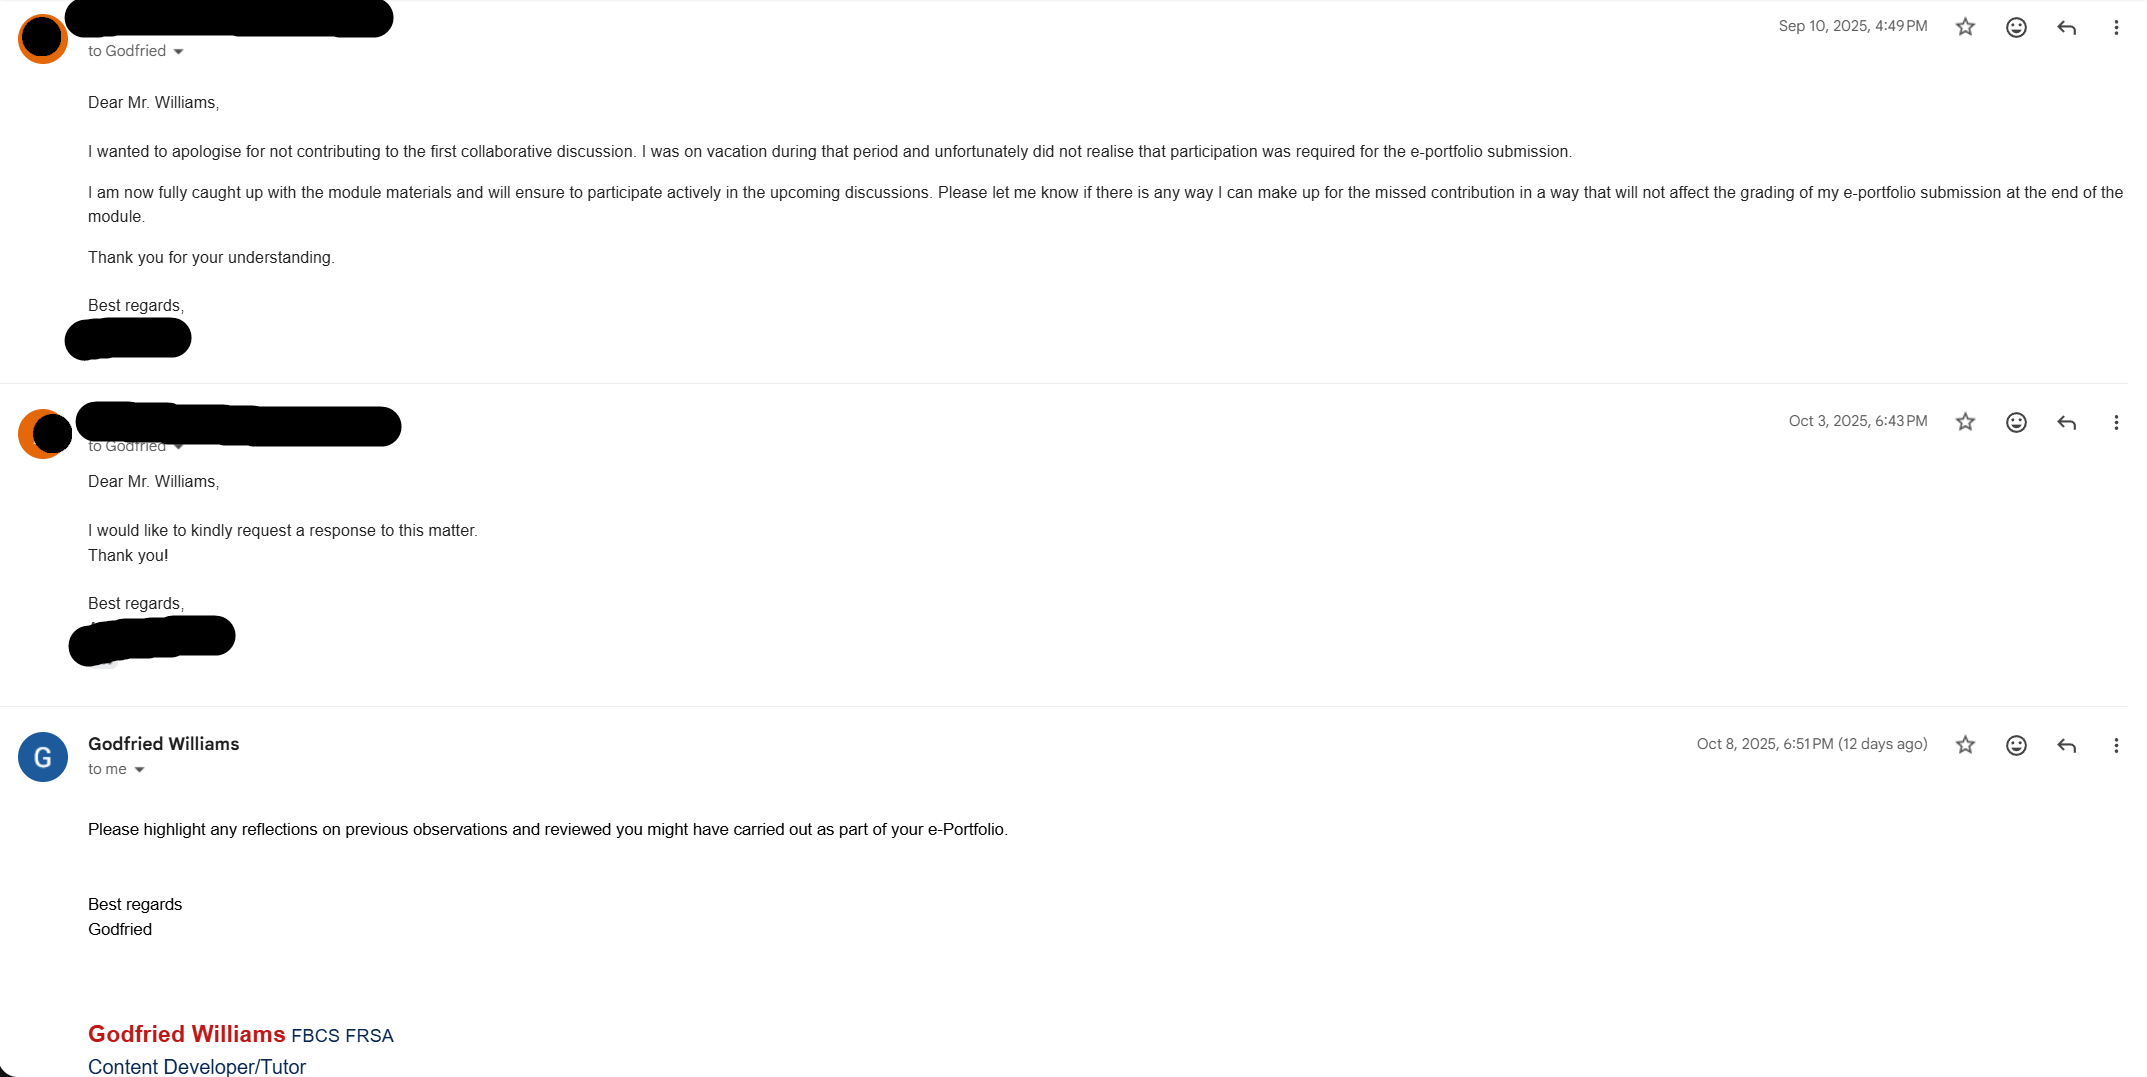 Sep 10, 2025, 4:49 PM
to Godfried
Dear Mr. Williams,
I wanted to apologise for not contributing to the first collaborative discussion. I was on vacation during that period and unfortunately did not realise that participation was required for the e-portfolio submission.
I am now fully caught up with the module materials and will ensure to participate actively in the upcoming discussions. Please let me know if there is any way I can make up for the missed contribution in a way that will not affect the grading of my e-portfolio submission at the end of the
module.
Thank you for your understanding.
Best regards,
Oct 3, 2025, 6:43 PM
to Godfried
Dear Mr. Williams,
I would like to kindly request a response to this matter.
Thank you!
Best regards,
G
Godfried Williams
Oct 8, 2025, 6:51 PM (12 days ago)
to me
Please highlight any reflections on previous observations and reviewed you might have carried out as part of your e-Portfolio.
Best regards
Godfried
Godfried Williams FBCS FRSA
Content Developer/Tutor